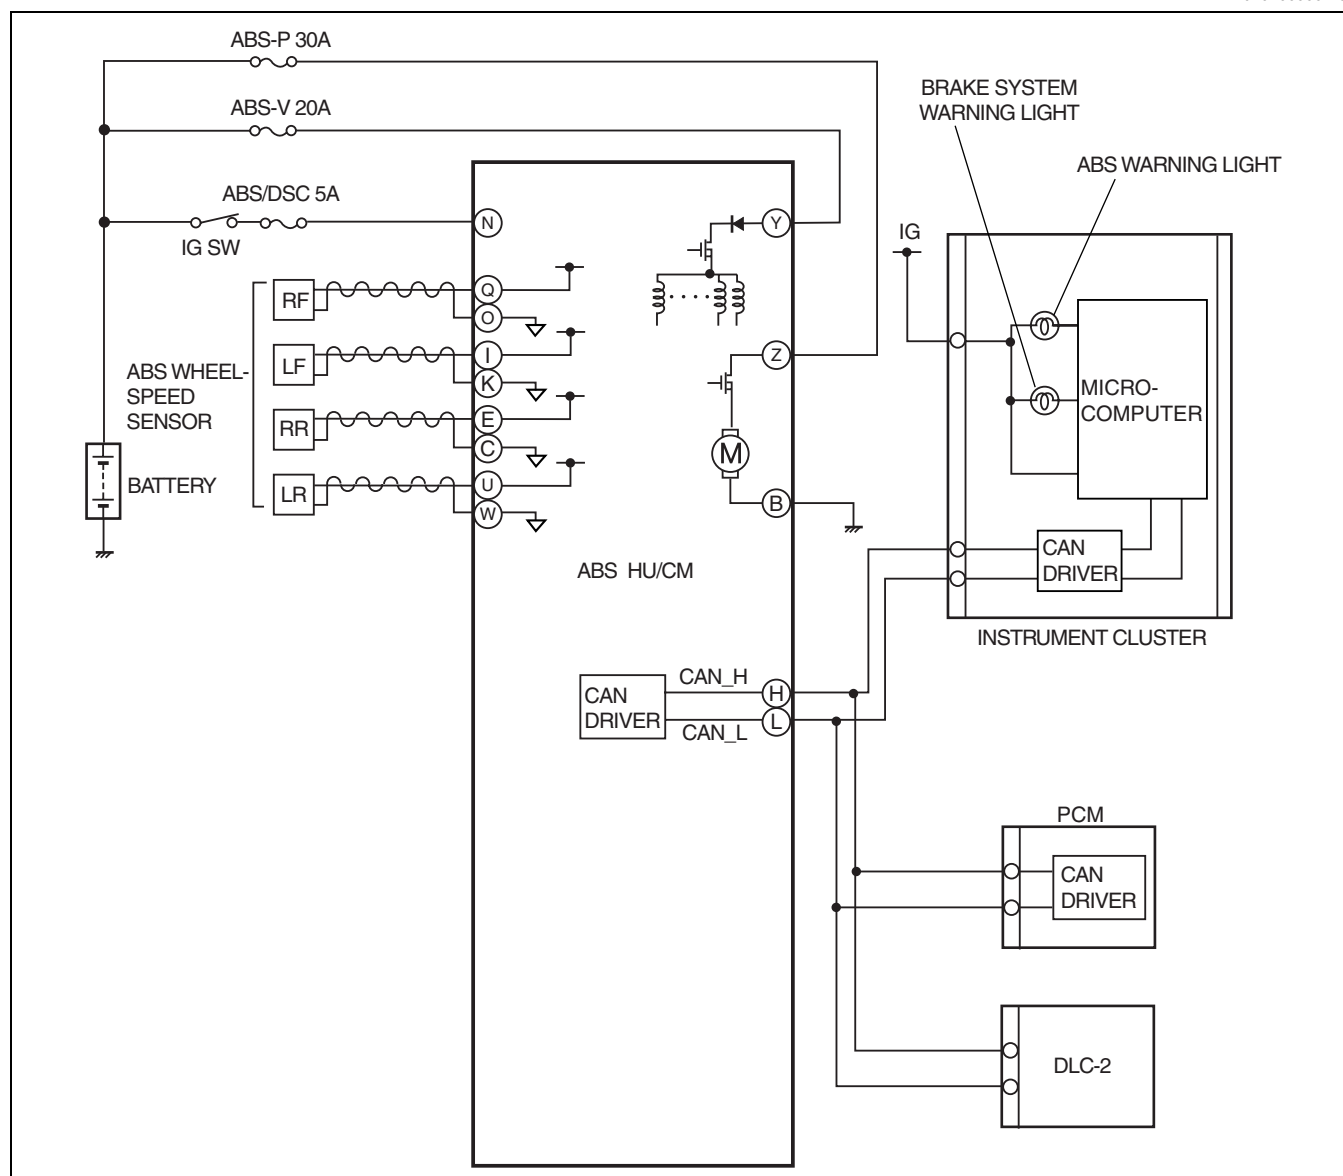 ABS-P 30A
ABS-V 20A
ABS/DSC 5A
IG SW
ABS WHEEL-
SPEED
SENSOR
RF
LF
RR
LR
BATTERY
N
Q
O
I
K
E
C
U
W
Y
Z
M
B
ABS HU/CM
CAN
DRIVER
CAN_H
CAN_L
H
L
BRAKE SYSTEM
WARNING LIGHT
ABS WARNING LIGHT
IG
MICRO-
COMPUTER
CAN
DRIVER
INSTRUMENT CLUSTER
PCM
CAN
DRIVER
DLC-2